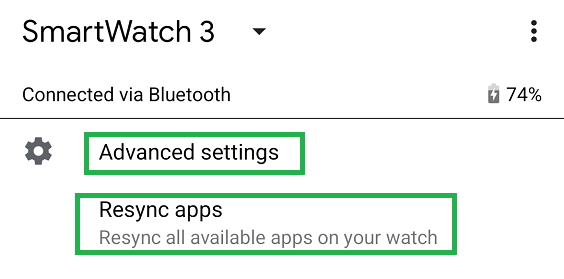 SmartWatch 3
Connected via Bluetooth 74%
Advanced settings
Resync apps
Resync all available apps on your watch